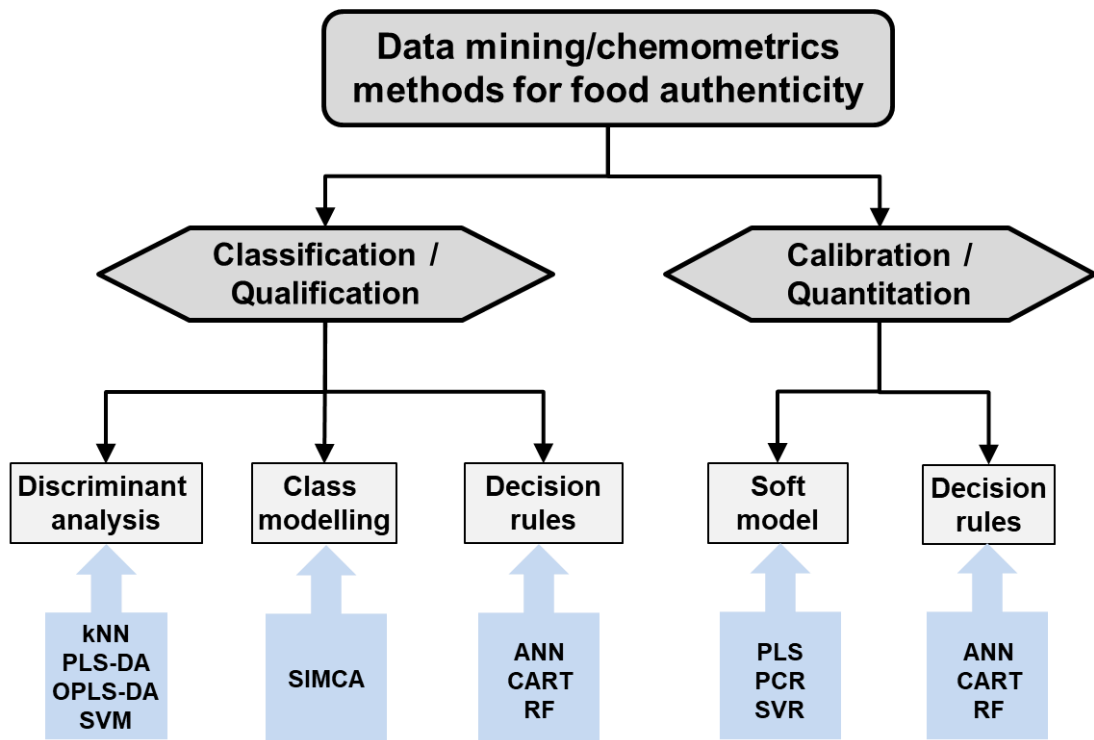 Data mining/chemometrics
methods for food authenticity
Classification /
Qualification
Calibration /
Quantitation
Discriminant
analysis
Class
modelling
Decision
rules
Soft
model
Decision
rules
kNN
PLS-DA
OPLS-DA
SVM
SIMCA
ANN
CART
RF
PLS
PCR
SVR
ANN
CART
RF